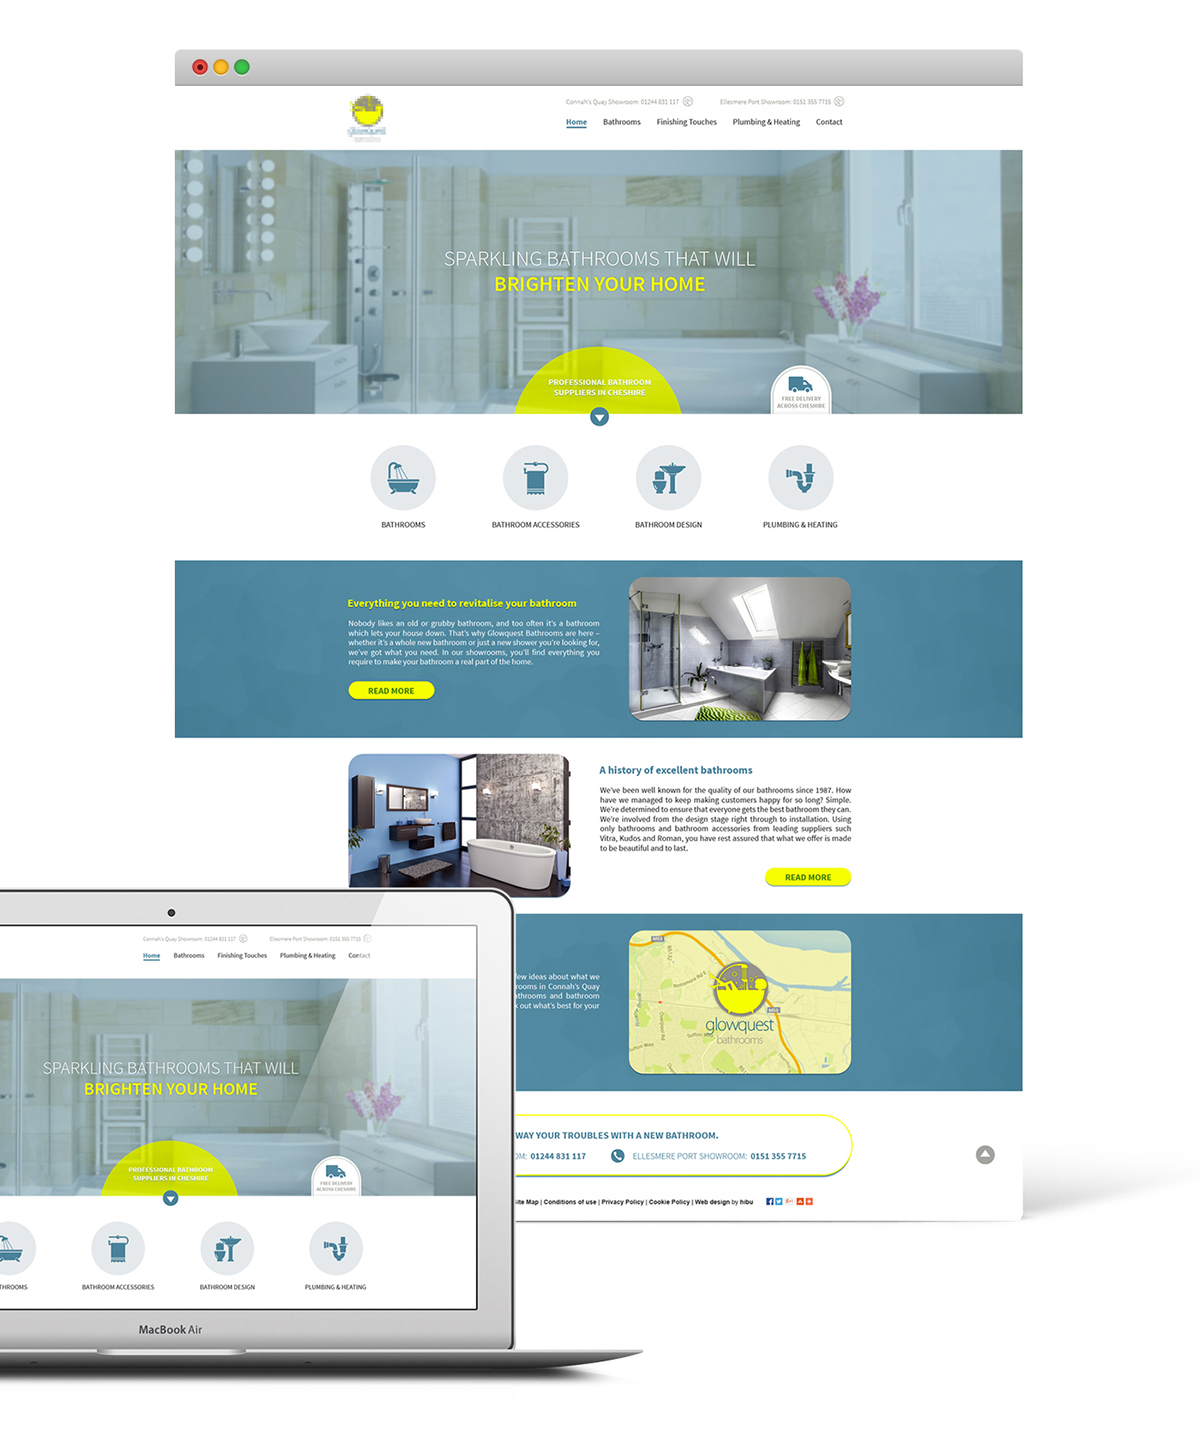 glowquest
Connah's Quay Showroom: 01244 831 117
Ellesmere Port Showroom: 0151 355 7715
Home Bathrooms Finishing Touches Plumbing & Heating Contact
SPARKLING BATHROOMS THAT WILL
BRIGHTEN YOUR HOME
PROFESSIONAL BATHROOM
SUPPLIERS IN CHESHIRE
FREE DELIVERY
ACROSS CHESHIRE
BATHROOMS
BATHROOM ACCESSORIES
BATHROOM DESIGN
PLUMBING & HEATING
Everything you need to revitalise your bathroom
Nobody likes an old or grubby bathroom, and too often it's a bathroom
which lets your house down. That's why Glowquest Bathrooms are here –
whether it's a whole new bathroom or just a new shower you're looking for,
we've got what you need. In our showrooms, you'll find everything you
require to make your bathroom a real part of the home.
READ MORE
A history of excellent bathrooms
We've been well known for the quality of our bathrooms since 1987. How
have we managed to keep making customers happy for so long? Simple.
We're determined to ensure that everyone gets the best bathroom they can.
We're involved from the design stage right through to installation. Using
only bathrooms and bathroom accessories from leading suppliers such
Vitra, Kudos and Roman, you have rest assured that what we offer is made
to be beautiful and to last.
READ MORE
few ideas about what we
rooms in Connah's Quay
throoms and bathroom
k out what's best for your
M53
B5132
Rossmore Rd E
M53
Overpool Rd
glowquest
bathrooms
WAY YOUR TROUBLES WITH A NEW BATHROOM.
OM: 01244 831 117
ELLESMERE PORT SHOWROOM: 0151 355 7715
ite Map | Conditions of use | Privacy Policy | Cookie Policy | Web design by hibu
Connah's Quay Showroom: 01244 831 117
Ellesmere Port Showroom: 0151 355 7715
Home Bathrooms Finishing Touches Plumbing & Heating Contact
SPARKLING BATHROOMS THAT WILL
BRIGHTEN YOUR HOME
PROFESSIONAL BATHROOM
SUPPLIERS IN CHESHIRE
FREE DELIVERY
ACROSS CHESHIRE
THROOMS
BATHROOM ACCESSORIES
BATHROOM DESIGN
PLUMBING & HEATING
MacBook Air